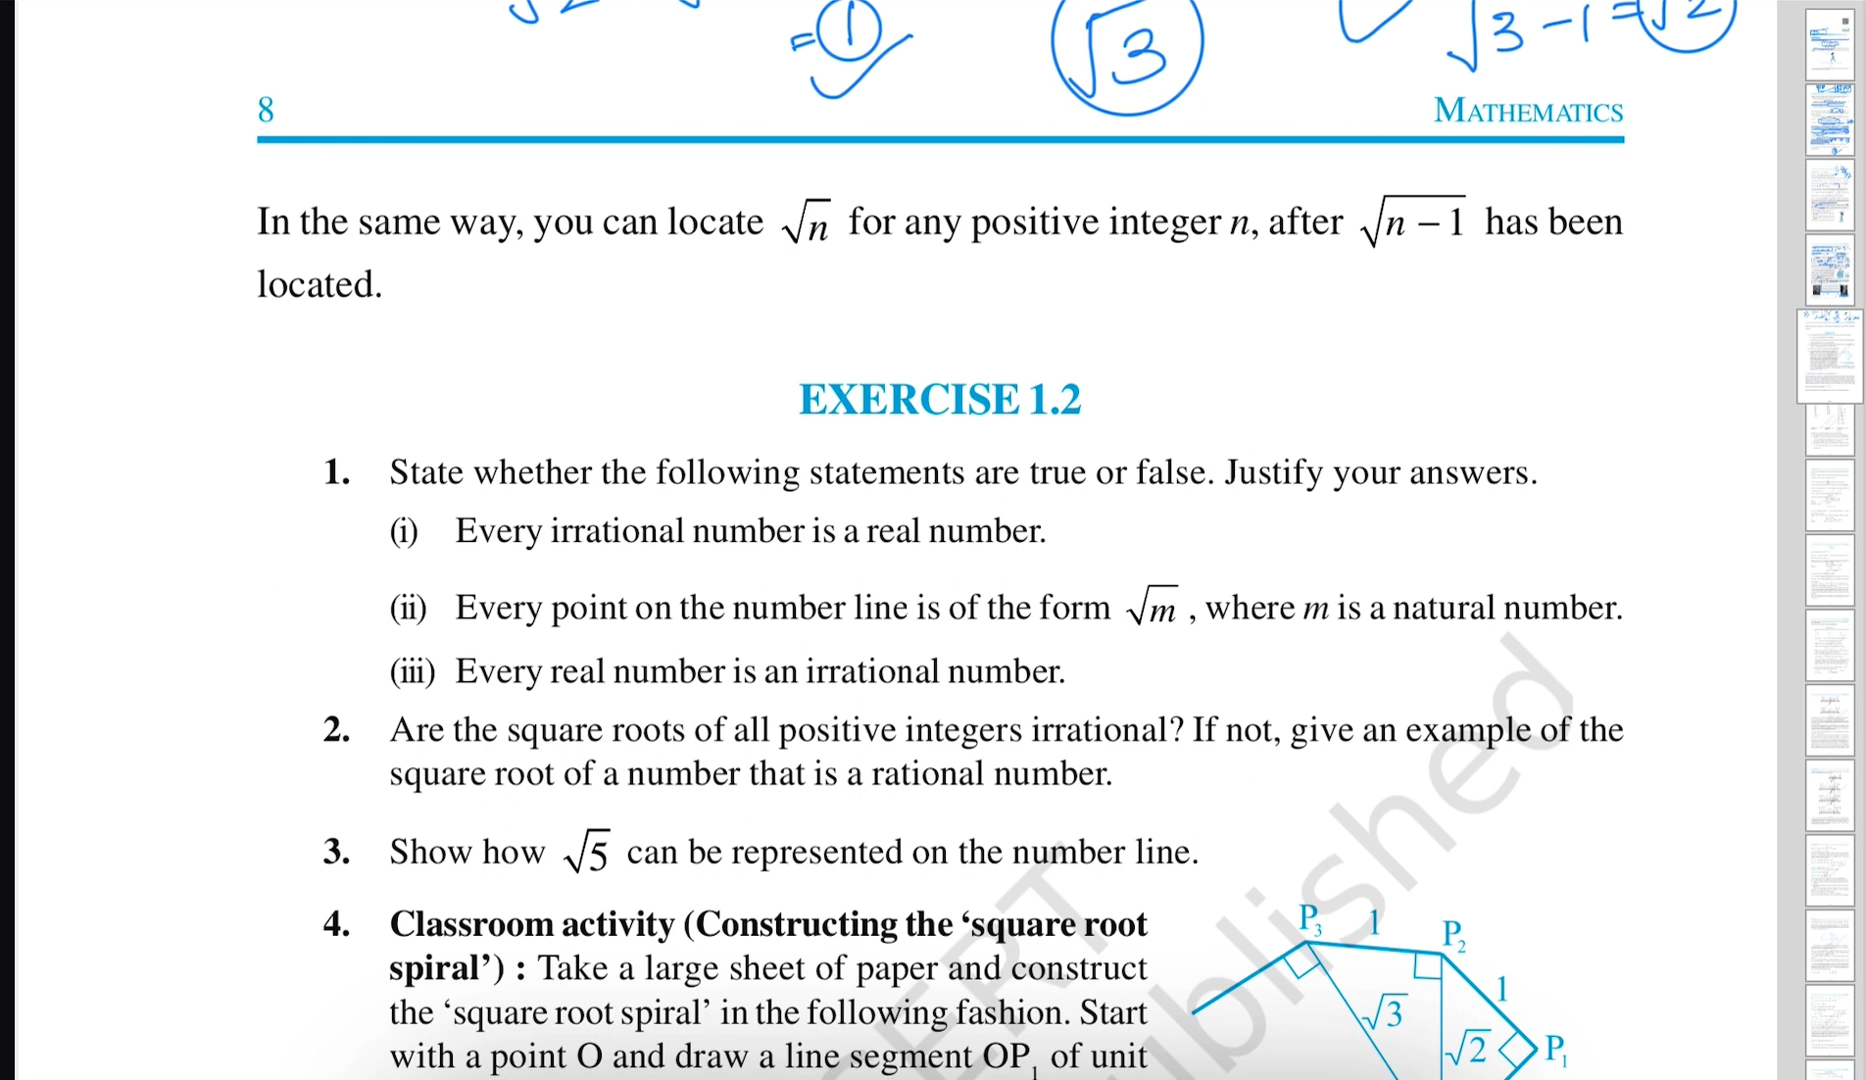 =1
√3
√3-1=√2
8
MATHEMATICS
In the same way, you can locate √n for any positive integer n, after √n – 1 has been
located.
EXERCISE 1.2
1. State whether the following statements are true or false. Justify your answers.
(i) Every irrational number is a real number.
(ii) Every point on the number line is of the form √m , where m is a natural number.
(iii) Every real number is an irrational number.
2. Are the square roots of all positive integers irrational? If not, give an example of the
square root of a number that is a rational number.
3. Show how √5 can be represented on the number line.
4. Classroom activity (Constructing the ‘square root
spiral’) : Take a large sheet of paper and construct
the ‘square root spiral’ in the following fashion. Start
with a point O and draw a line segment OP₁ of unit
P₃ 1 P₂
1
√3
√2 P₁
blished